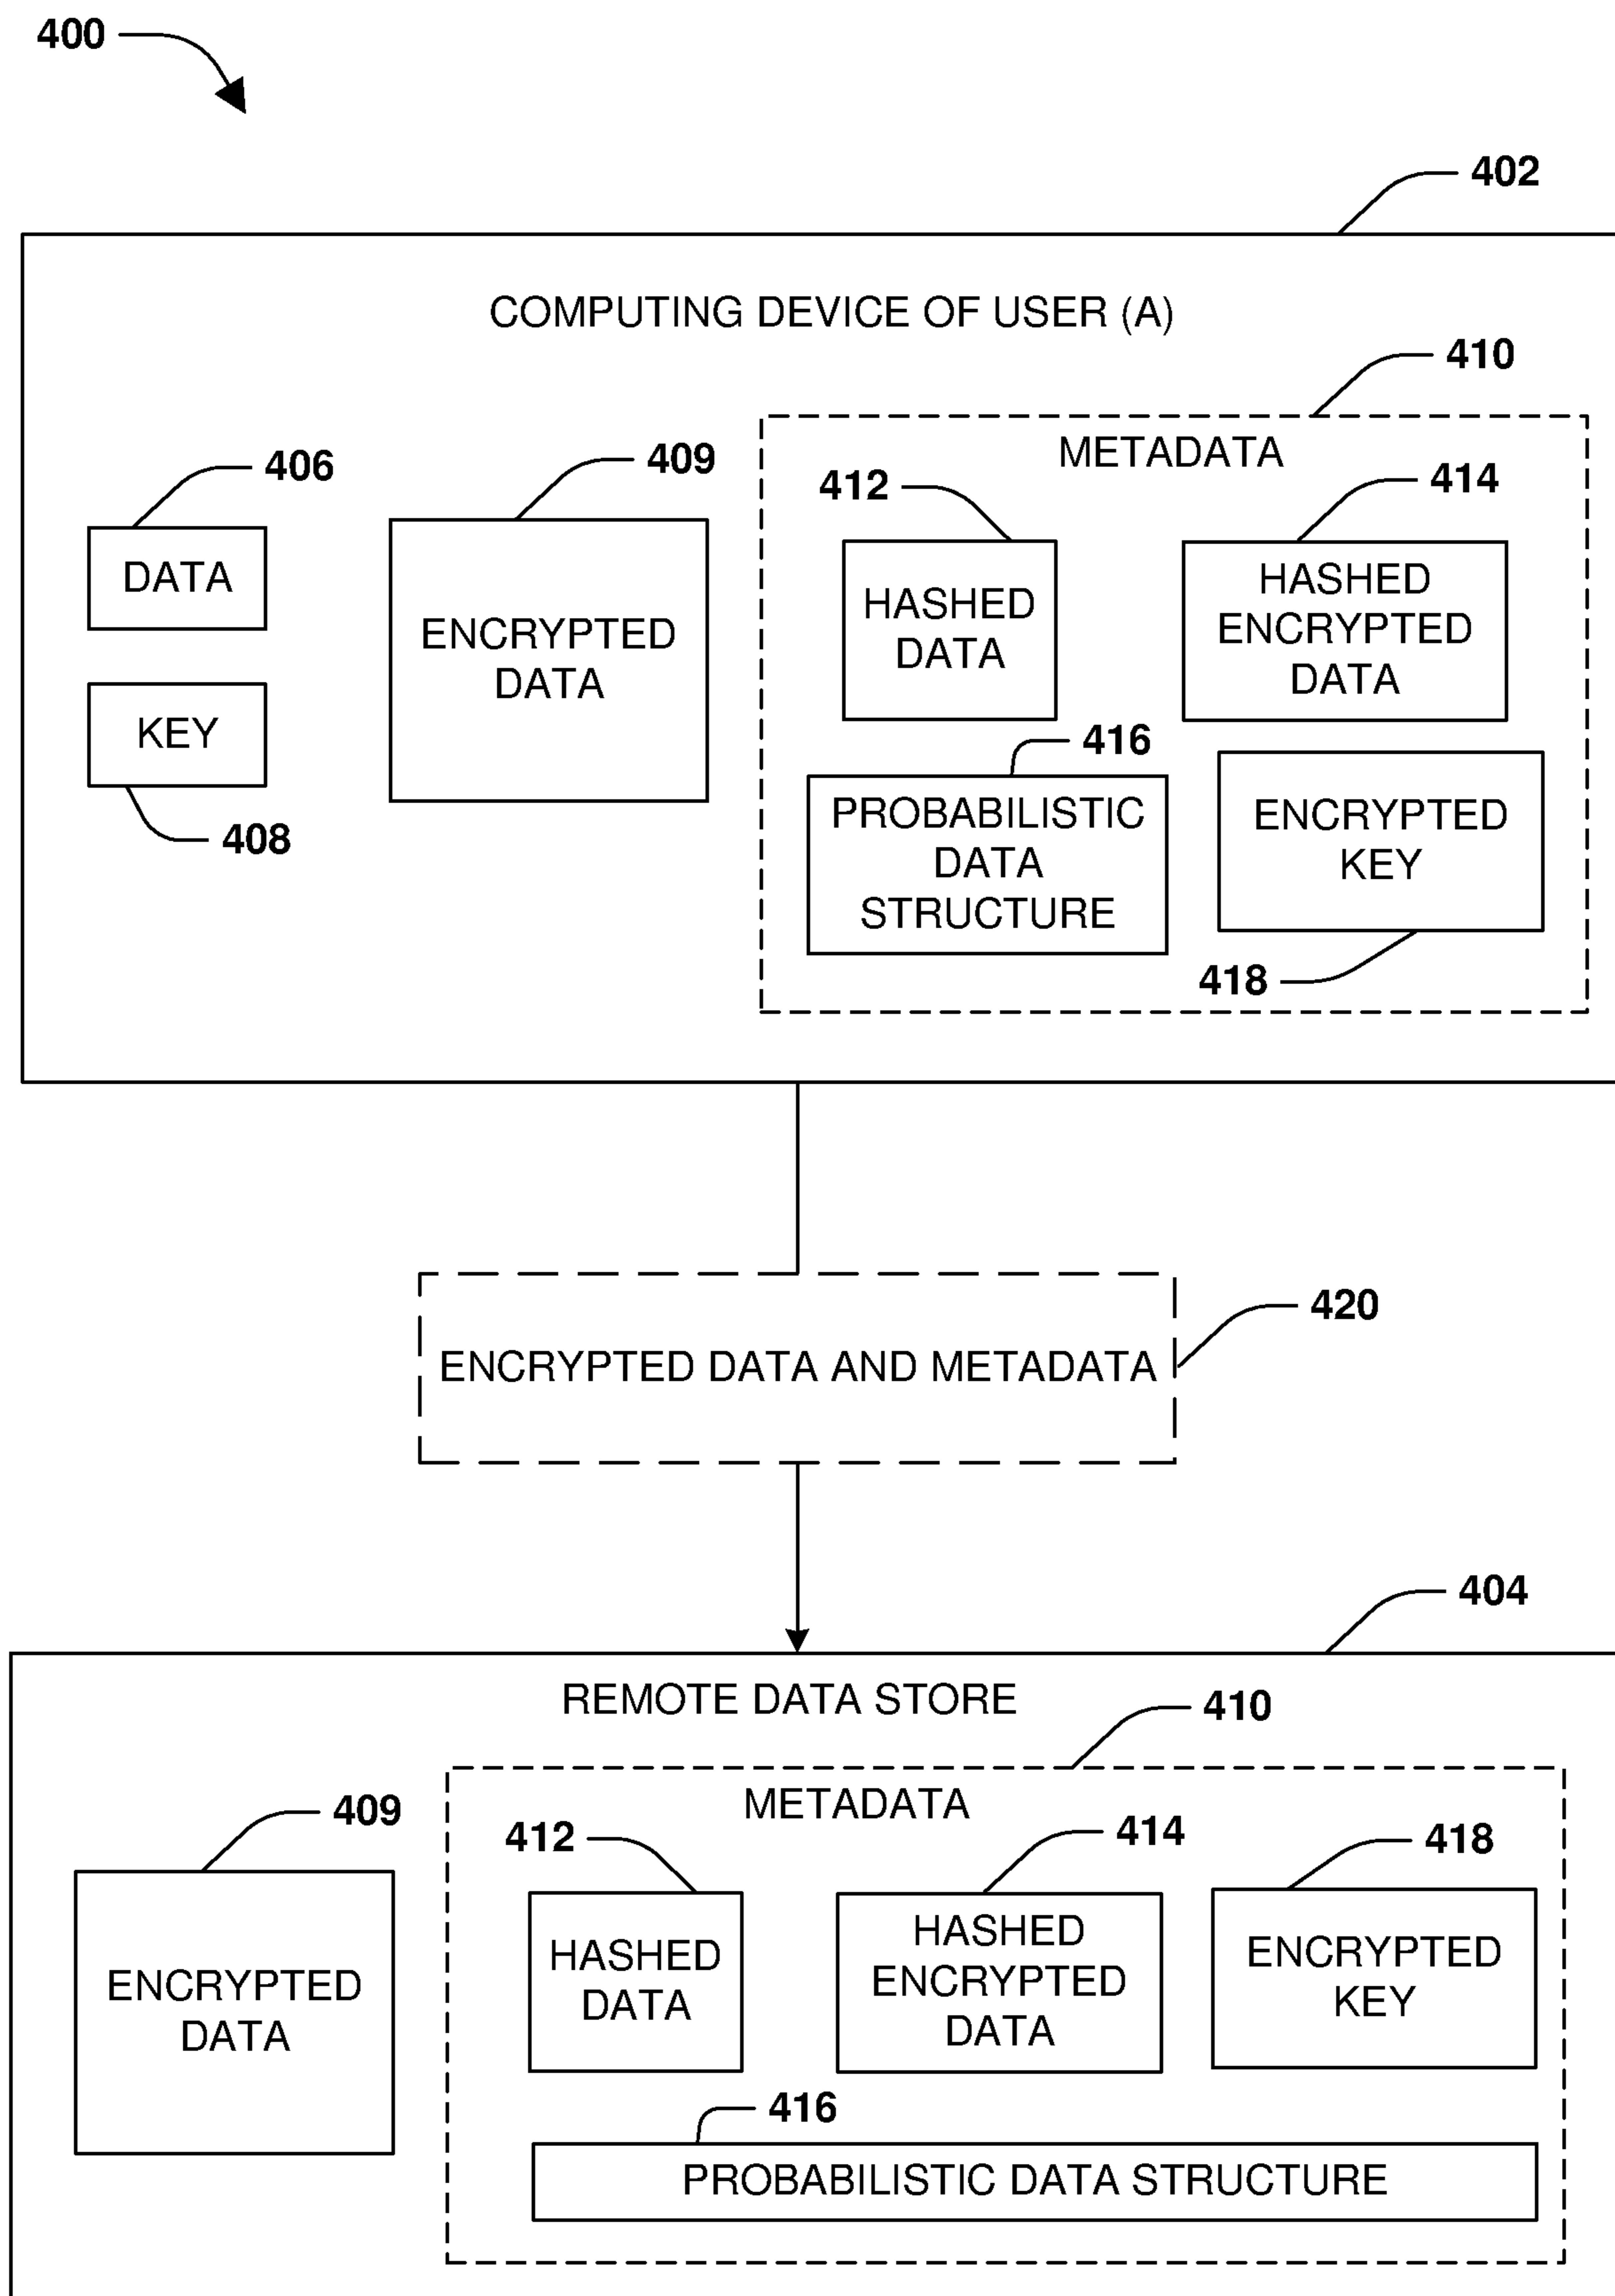 400
402
COMPUTING DEVICE OF USER (A)
410
METADATA
406
409
412
414
DATA
ENCRYPTED
DATA
HASHED
DATA
HASHED
ENCRYPTED
DATA
KEY
408
416
PROBABILISTIC
DATA
STRUCTURE
ENCRYPTED
KEY
418
420
ENCRYPTED DATA AND METADATA
404
REMOTE DATA STORE
410
METADATA
409
412
414
418
ENCRYPTED
DATA
HASHED
DATA
HASHED
ENCRYPTED
DATA
ENCRYPTED
KEY
416
PROBABILISTIC DATA STRUCTURE